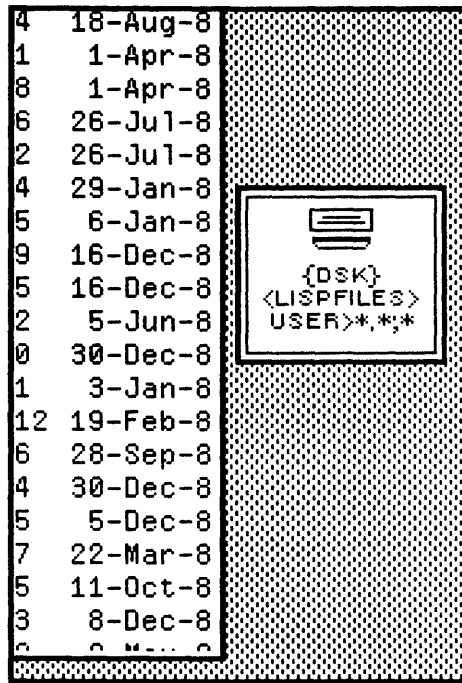 4 18-Aug-8
1 1-Apr-8
8 1-Apr-8
6 26-Jul-8
2 26-Jul-8
4 29-Jan-8
5 6-Jan-8
9 16-Dec-8
5 16-Dec-8
2 5-Jun-8
0 30-Dec-8
1 3-Jan-8
12 19-Feb-8
6 28-Sep-8
4 30-Dec-8
5 5-Dec-8
7 22-Mar-8
5 11-Oct-8
3 8-Dec-8
{DSK}
<LISPFILES>
USER>*.*;*